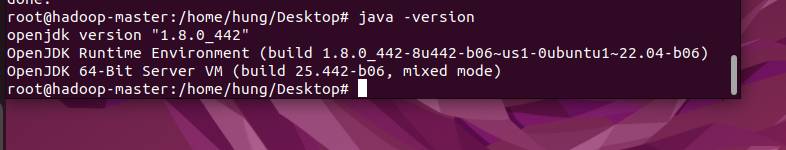 done.
root@hadoop-master:/home/hung/Desktop# java -version
openjdk version "1.8.0_442"
OpenJDK Runtime Environment (build 1.8.0_442-8u442-b06~us1-0ubuntu1~22.04-b06)
OpenJDK 64-Bit Server VM (build 25.442-b06, mixed mode)
root@hadoop-master:/home/hung/Desktop#